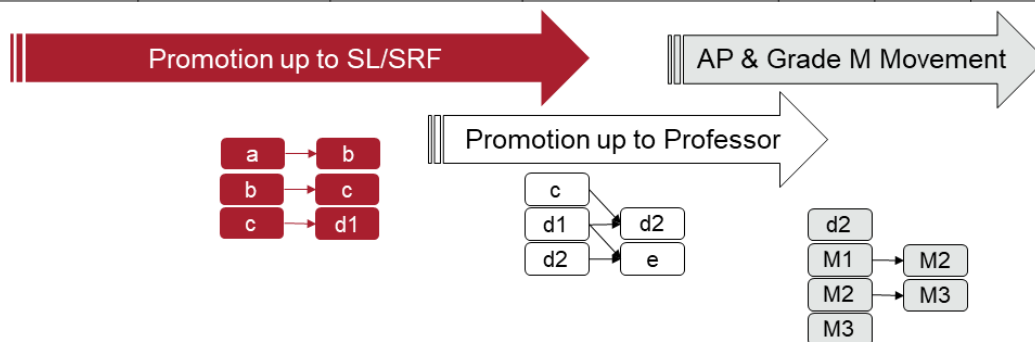 Promotion up to SL/SRF
AP & Grade M Movement
Promotion up to Professor
a b
b c
c d1
c
d1 d2
d2 e
d2
M1 M2
M2 M3
M3